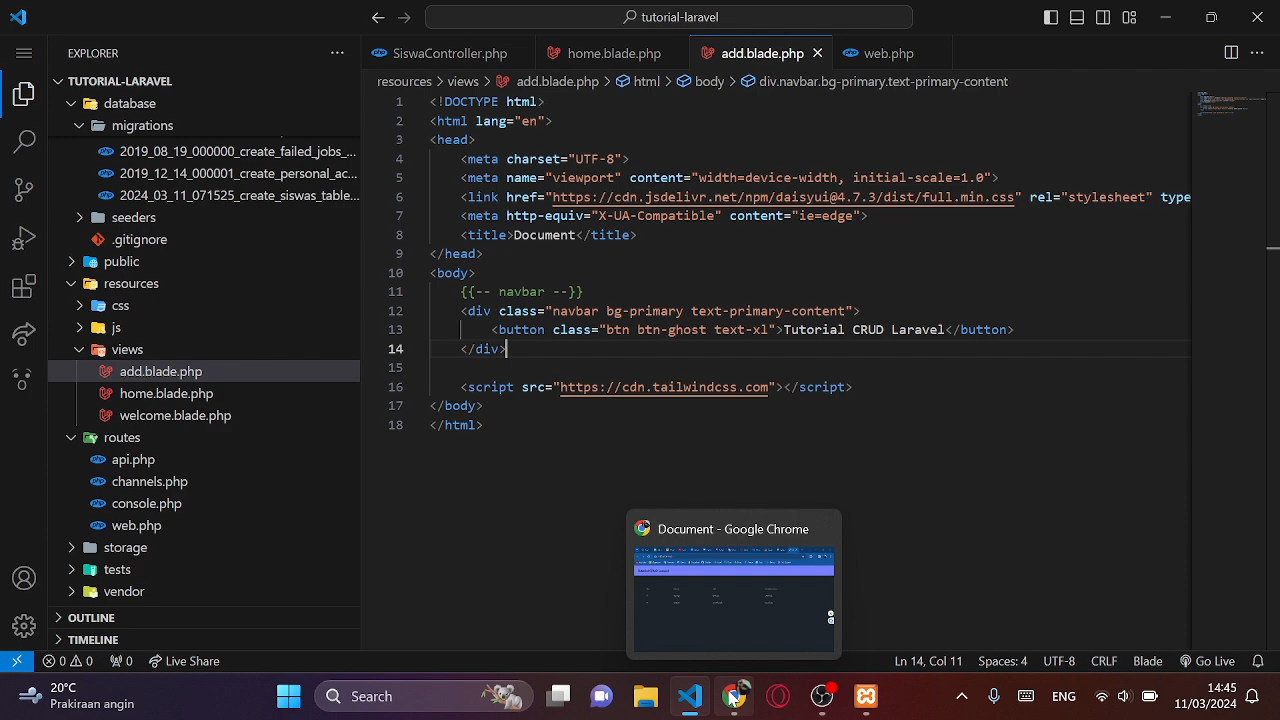 tutorial-laravel
EXPLORER
SiswaController.php
home.blade.php
add.blade.php
web.php
TUTORIAL-LARAVEL
resources > views > add.blade.php > html > body > div.navbar.bg-primary.text-primary-content
database
migrations
2019_08_19_000000_create_failed_jobs_...
2019_12_14_000001_create_personal_ac...
2024_03_11_071525_create_siswas_table...
seeders
.gitignore
public
resources
css
js
views
add.blade.php
home.blade.php
welcome.blade.php
routes
api.php
channels.php
console.php
web.php
storage
tests
vendor
OUTLINE
TIMELINE
1 <!DOCTYPE html>
2 <html lang="en">
3 <head>
4 <meta charset="UTF-8">
5 <meta name="viewport" content="width=device-width, initial-scale=1.0">
6 <link href="https://cdn.jsdelivr.net/npm/daisyui@4.7.3/dist/full.min.css" rel="stylesheet" type
7 <meta http-equiv="X-UA-Compatible" content="ie=edge">
8 <title>Document</title>
9 </head>
10 <body>
11 {{-- navbar --}}
12 <div class="navbar bg-primary text-primary-content">
13 <button class="btn btn-ghost text-xl">Tutorial CRUD Laravel</button>
14 </div>
15
16 <script src="https://cdn.tailwindcss.com"></script>
17 </body>
18 </html>
Document - Google Chrome
0 0 0 Live Share
Ln 14, Col 11 Spaces: 4 UTF-8 CRLF Blade Go Live
20°C
Prakiraan angin
Search
ENG
14:45
11/03/2024